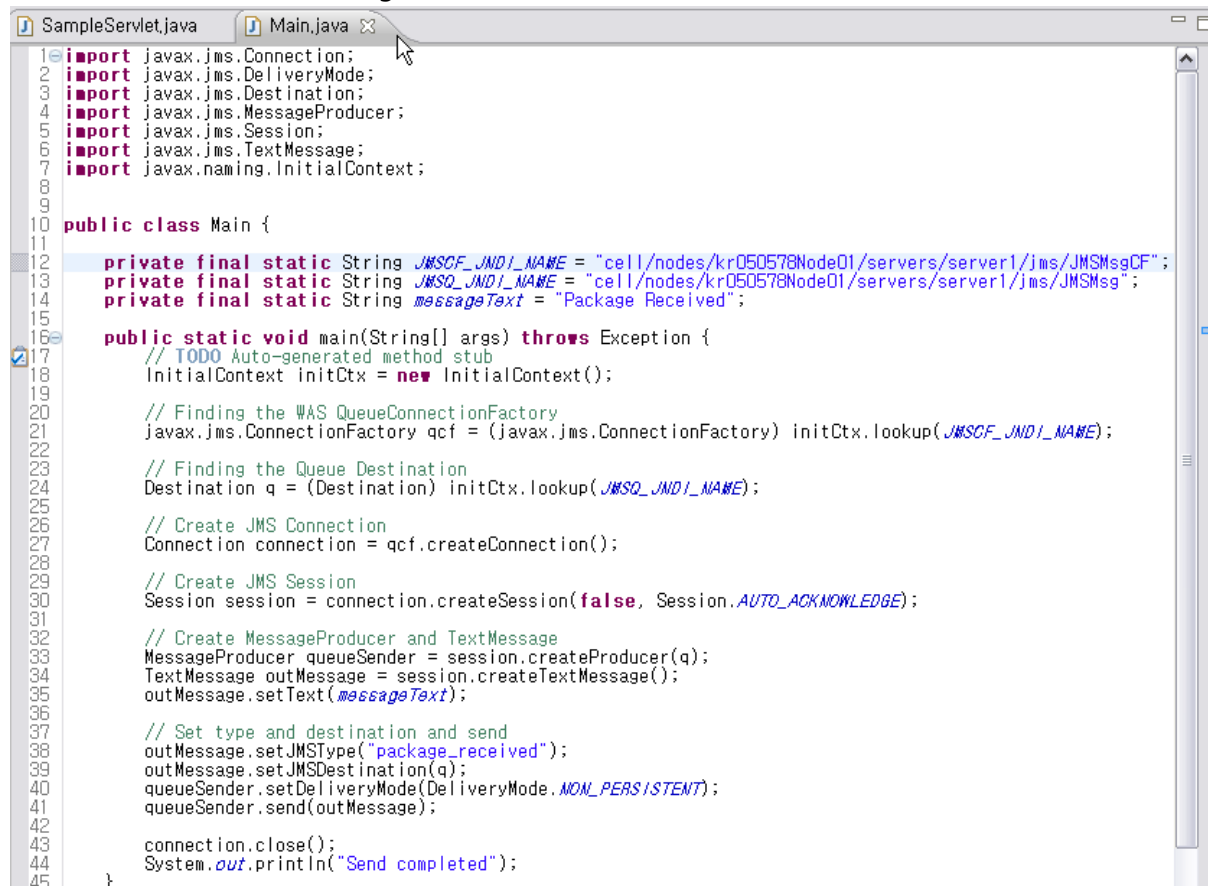 SampleServlet.java
Main.java
1 import javax.jms.Connection;
2 import javax.jms.DeliveryMode;
3 import javax.jms.Destination;
4 import javax.jms.MessageProducer;
5 import javax.jms.Session;
6 import javax.jms.TextMessage;
7 import javax.naming.InitialContext;
8
9
10 public class Main {
11
12 private final static String JMSCF_JNDI_NAME = "cell/nodes/kr050578Node01/servers/server1/jms/JMSMsgCF";
13 private final static String JMSQ_JNDI_NAME = "cell/nodes/kr050578Node01/servers/server1/jms/JMSMsg";
14 private final static String messageText = "Package Received";
15
16 public static void main(String[] args) throws Exception {
17 // TODO Auto-generated method stub
18 InitialContext initCtx = new InitialContext();
19
20 // Finding the WAS QueueConnectionFactory
21 javax.jms.ConnectionFactory qcf = (javax.jms.ConnectionFactory) initCtx.lookup(JMSCF_JNDI_NAME);
22
23 // Finding the Queue Destination
24 Destination q = (Destination) initCtx.lookup(JMSQ_JNDI_NAME);
25
26 // Create JMS Connection
27 Connection connection = qcf.createConnection();
28
29 // Create JMS Session
30 Session session = connection.createSession(false, Session.AUTO_ACKNOWLEDGE);
31
32 // Create MessageProducer and TextMessage
33 MessageProducer queueSender = session.createProducer(q);
34 TextMessage outMessage = session.createTextMessage();
35 outMessage.setText(messageText);
36
37 // Set type and destination and send
38 outMessage.setJMSType("package_received");
39 outMessage.setJMSDestination(q);
40 queueSender.setDeliveryMode(DeliveryMode.NON_PERSISTENT);
41 queueSender.send(outMessage);
42
43 connection.close();
44 System.out.println("Send completed");
45 }